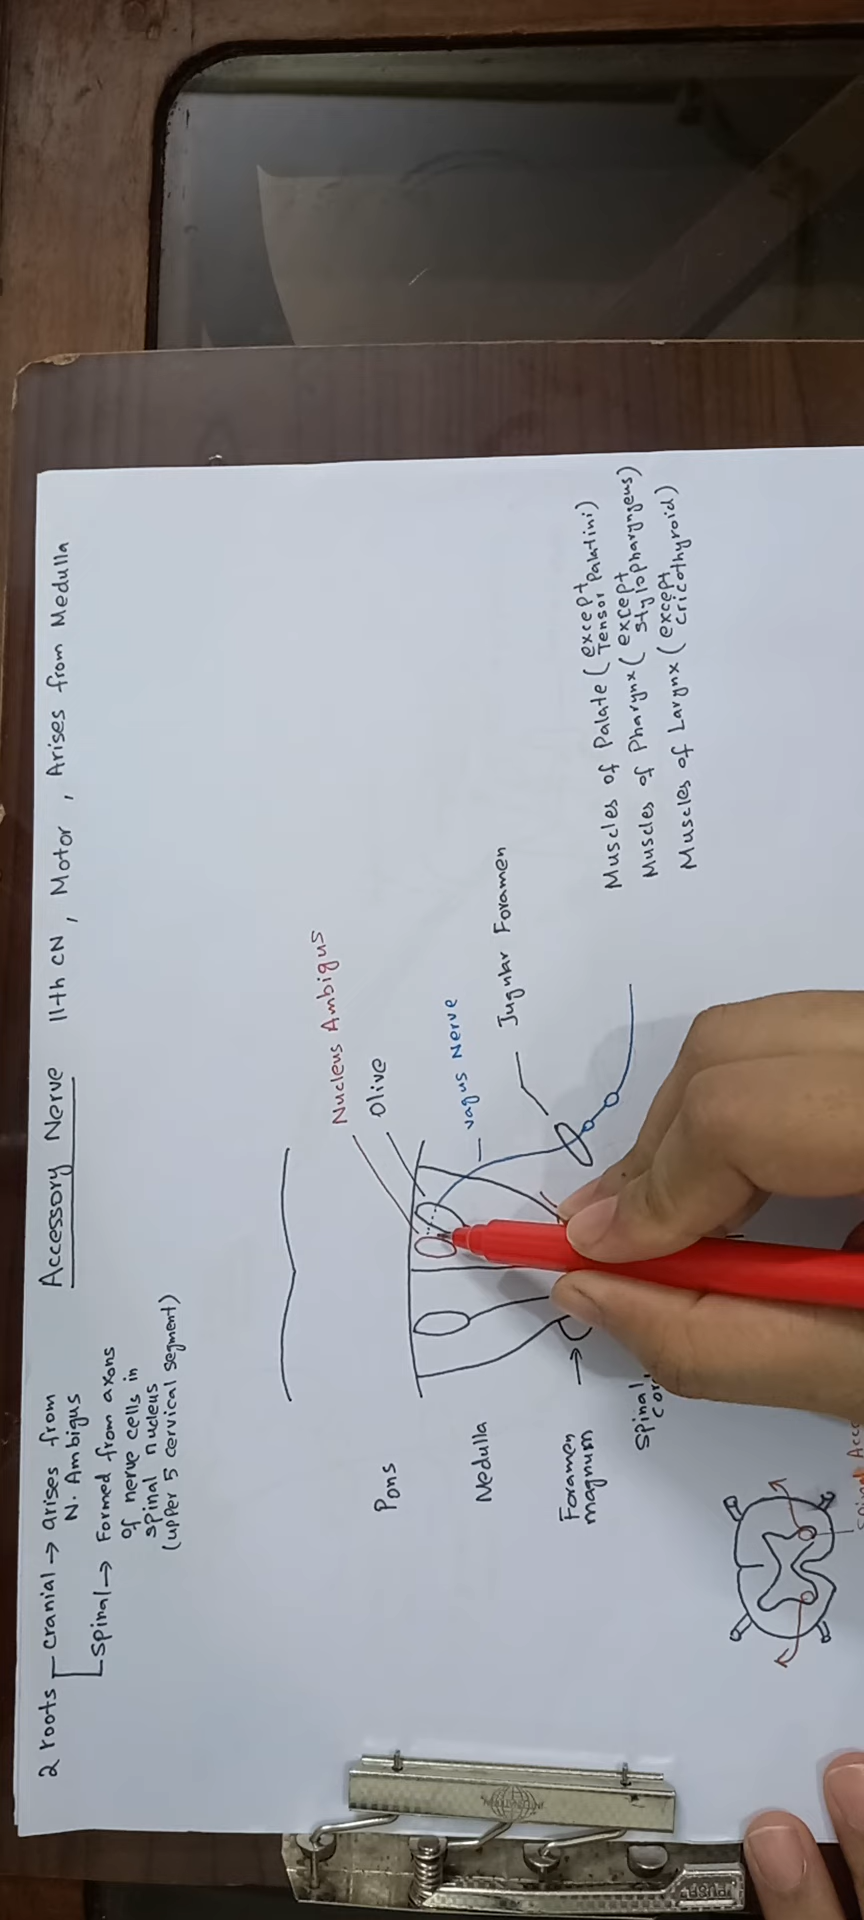 Accessory Nerve 11-th CN, Motor, Arises from Medulla
2 roots cranial → arises from
N. Ambigus
spinal → Formed from axons
of nerve cells in
spinal nucleus
(upper 5 cervical segment)
Nucleus Ambigus
Olive
Pons
vagus Nerve
Medulla
Jugular Foramen
Foramen
magnum
Spinal
Muscles of Palate (except
Tensor Palatini)
Muscles of Pharynx (except
stylopharyngeus)
Muscles of Larynx (except
cricothyroid)